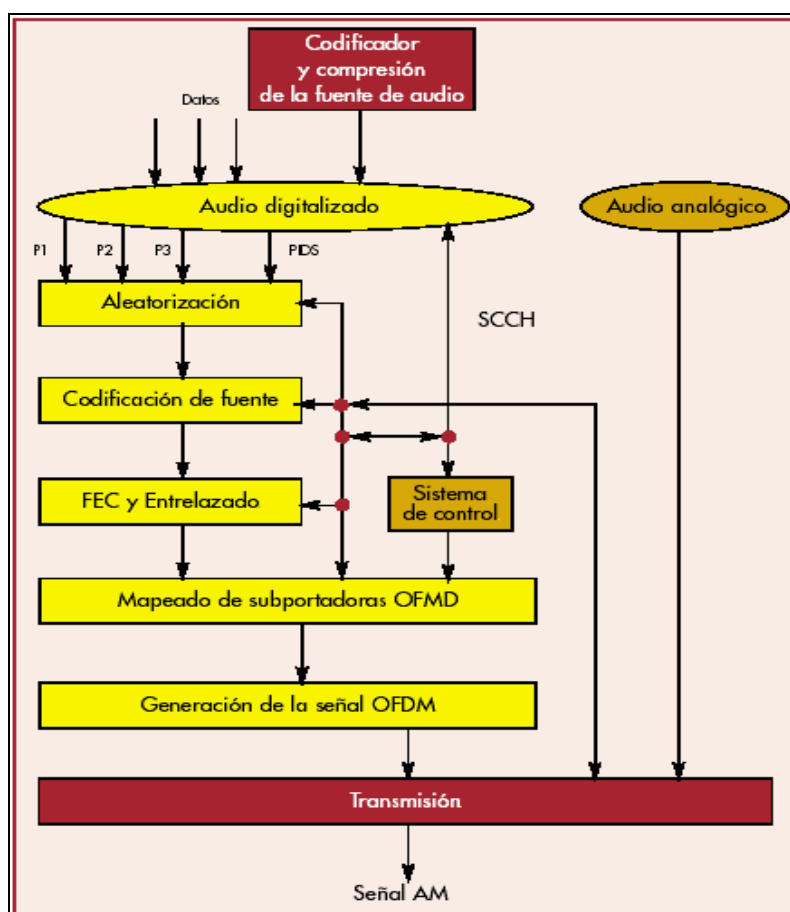 Codificador
y compresión
de la fuente de audio
Datos
Audio digitalizado
Audio analógico
P1
P2
P3
PIDS
Aleatorización
SCCH
Codificación de fuente
FEC y Entrelazado
Sistema
de control
Mapeado de subportadoras OFMD
Generación de la señal OFDM
Transmisión
Señal AM